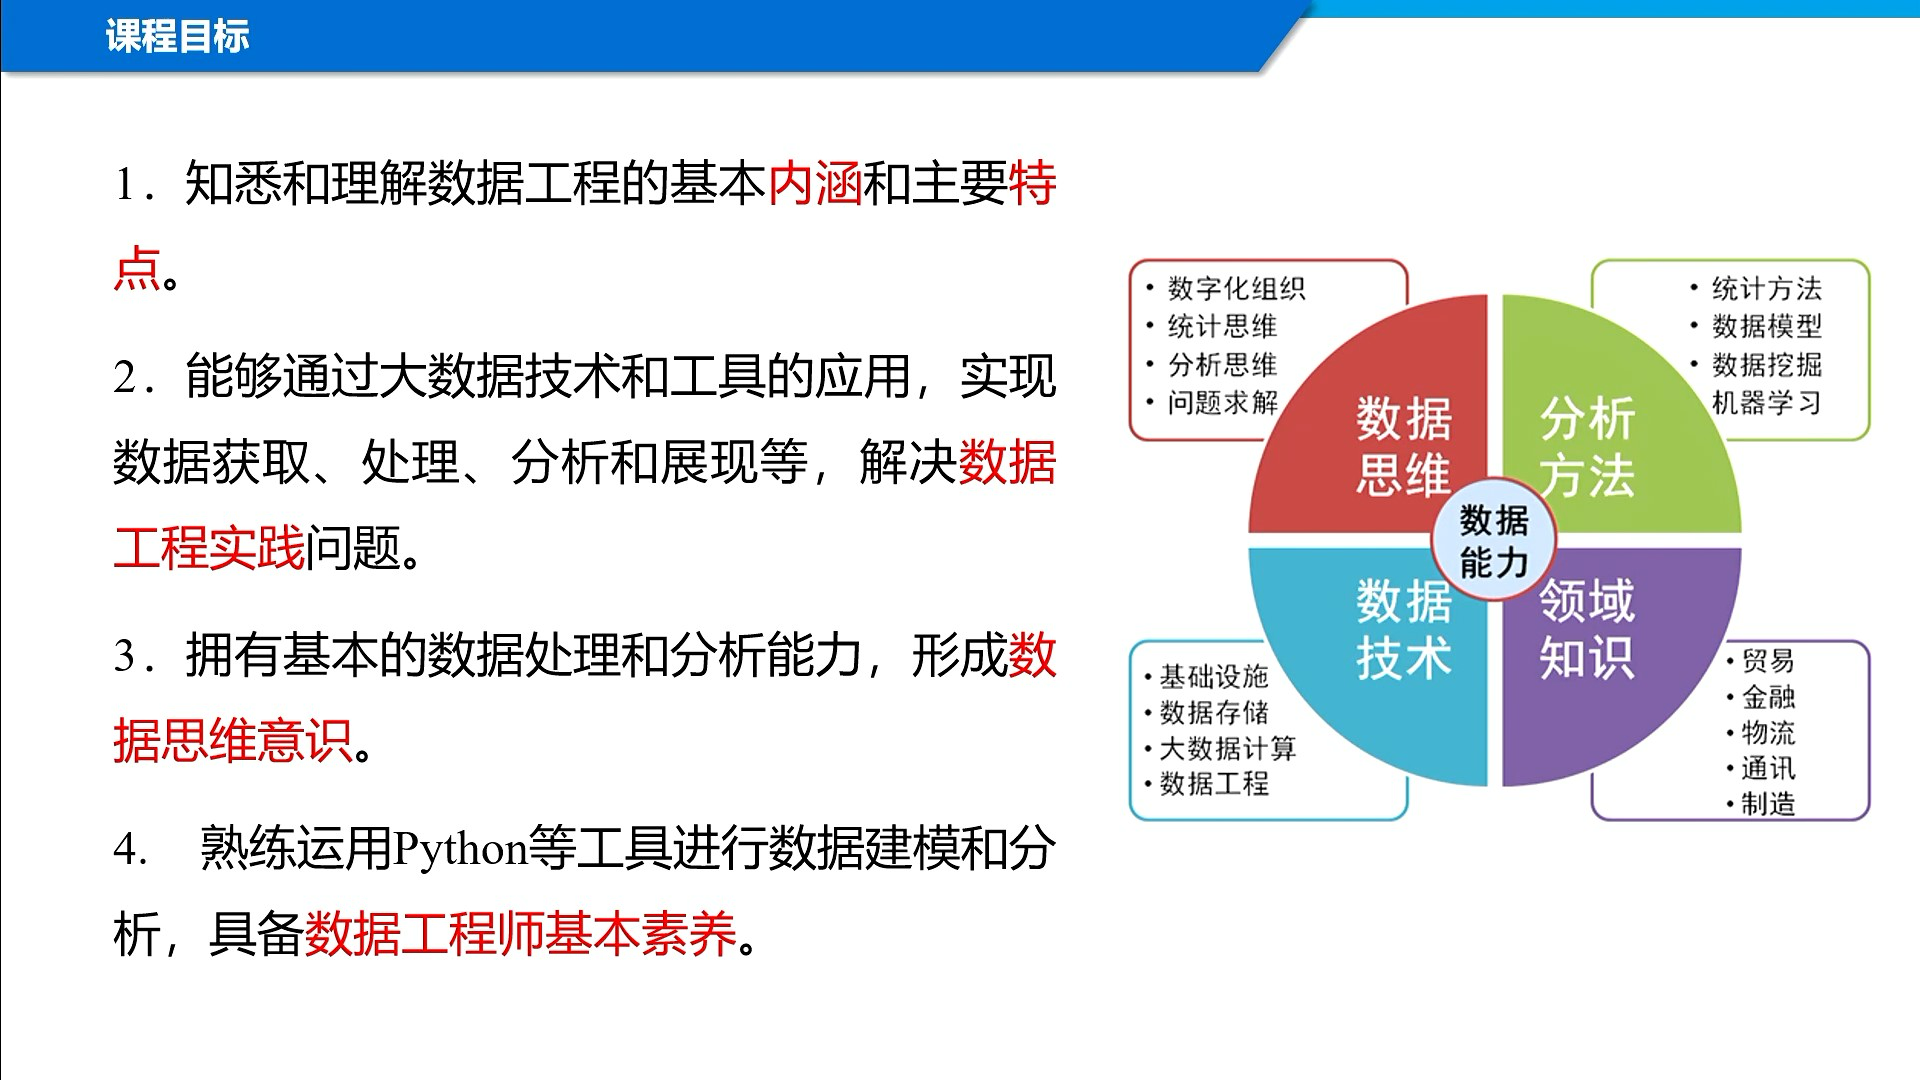 课程目标
1．知悉和理解数据工程的基本内涵和主要特
点。
2．能够通过大数据技术和工具的应用，实现
数据获取、处理、分析和展现等，解决数据
工程实践问题。
3．拥有基本的数据处理和分析能力，形成数
据思维意识。
4. 熟练运用Python等工具进行数据建模和分
析，具备数据工程师基本素养。
• 数字化组织
• 统计思维
• 分析思维
• 问题求解
数据
思维
• 统计方法
• 数据模型
• 数据挖掘
机器学习
分析
方法
数据
能力
数据
技术
• 基础设施
• 数据存储
• 大数据计算
• 数据工程
领域
知识
• 贸易
• 金融
• 物流
• 通讯
• 制造